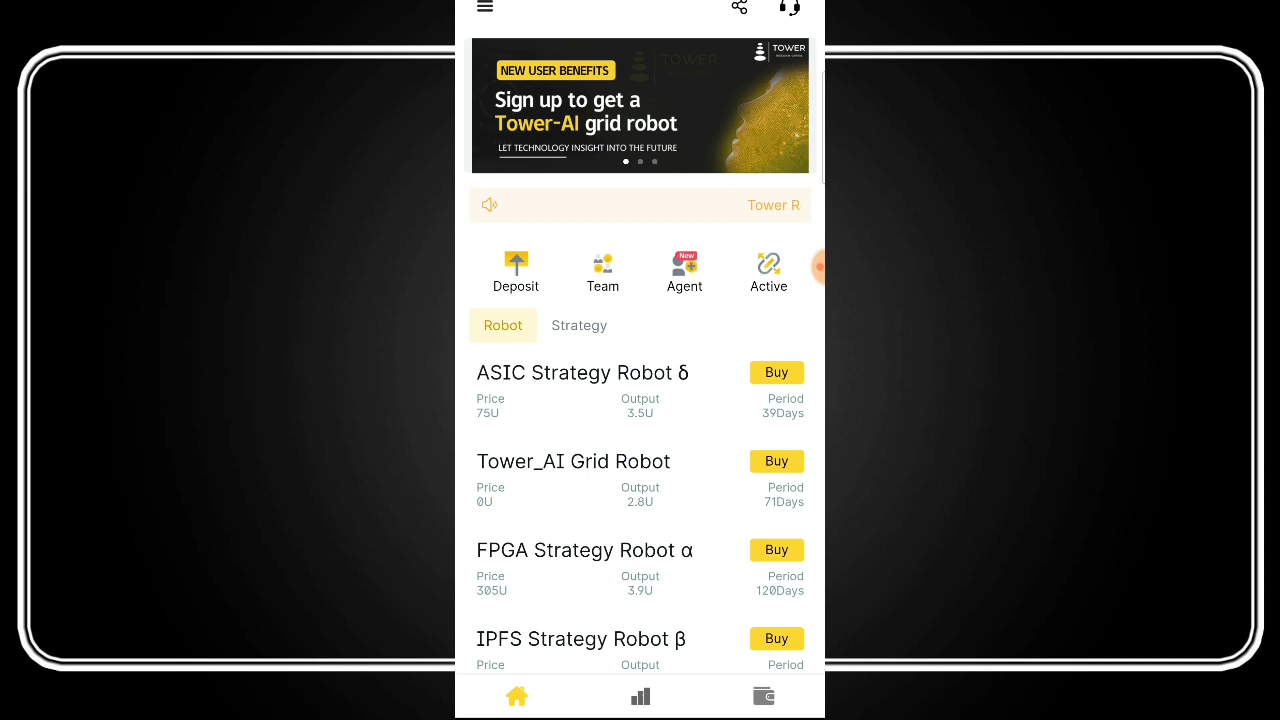 TOWER
NEW USER BENEFITS
Sign up to get a
Tower-AI grid robot
LET TECHNOLOGY INSIGHT INTO THE FUTURE
Tower R
Deposit Team New Agent Active
Robot Strategy
ASIC Strategy Robot δ Buy
Price Output Period
75U 3.5U 39Days
Tower_AI Grid Robot Buy
Price Output Period
0U 2.8U 71Days
FPGA Strategy Robot α Buy
Price Output Period
305U 3.9U 120Days
IPFS Strategy Robot β Buy
Price Output Period